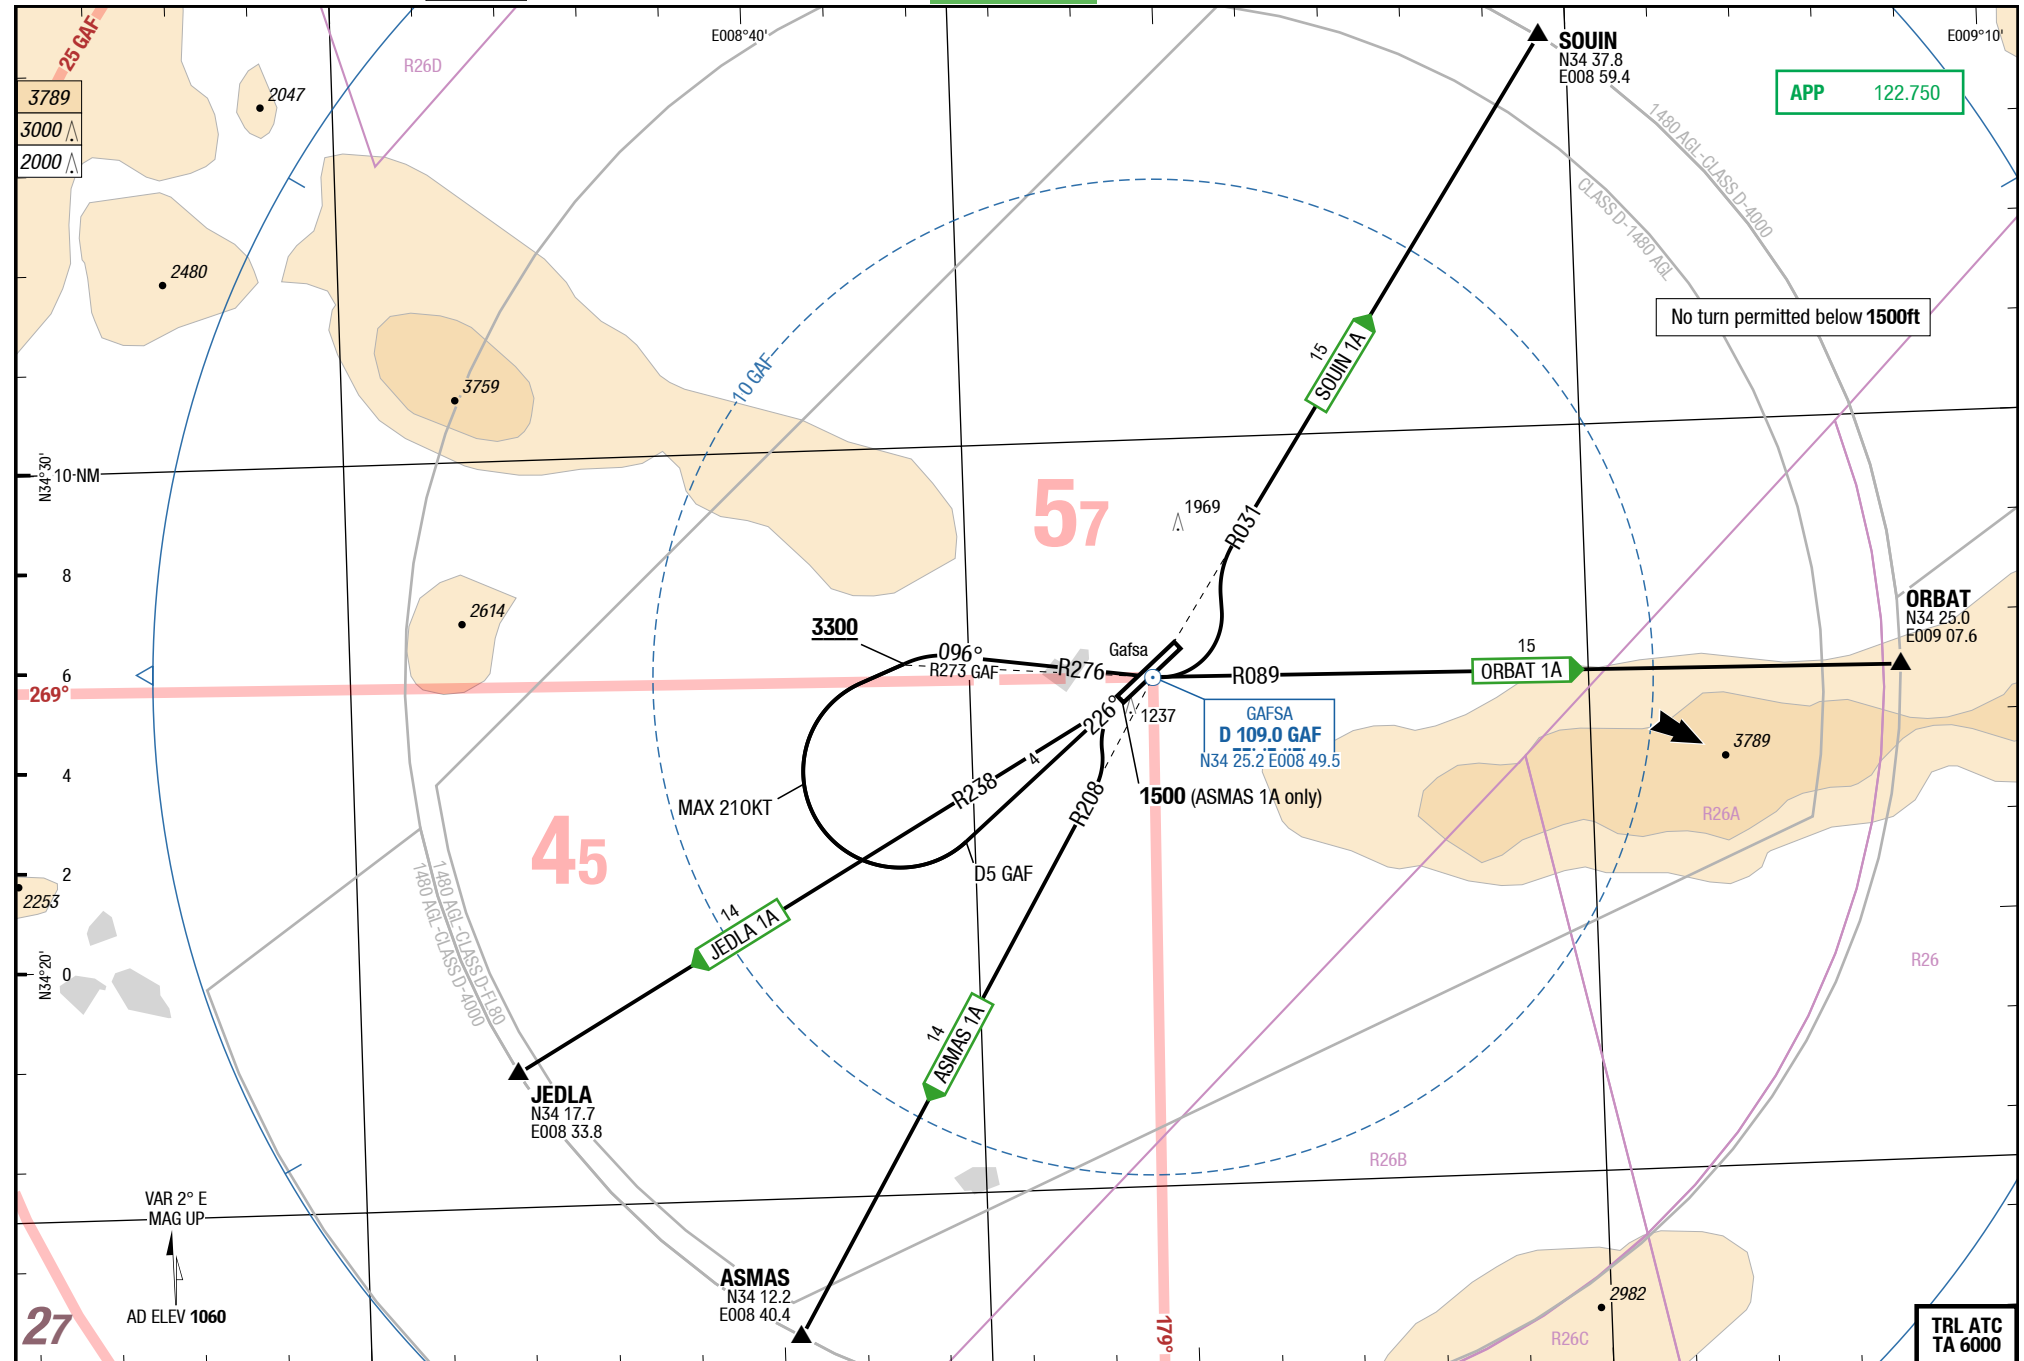 25 GAF
3789
3000
2000
2047
R26D
E008°40'
SOUIN
N34 37.8
E008 59.4
E009°10'
APP 122.750
1480 AGL-CLASS D-4000
CLASS D-1480 AGL
No turn permitted below 1500ft
2480
3759
10 GAF
15
SOUIN 1A
N34°30'
10 NM
8
6
4
2
0
57
1969
R031
2614
3300
096°
R273 GAF
R276
Gafsa
R089
15
ORBAT 1A
ORBAT
N34 25.0
E009 07.6
269°
226°
1237
GAFSA
D 109.0 GAF
N34 25.2 E008 49.5
3789
MAX 210KT
R238
4
R208
1500 (ASMAS 1A only)
R26A
45
D5 GAF
2253
14
JEDLA 1A
1480 AGL-CLASS D-FL80
1480 AGL-CLASS D-4000
N34°20'
R26
14
ASMAS 1A
JEDLA
N34 17.7
E008 33.8
R26B
VAR 2° E
MAG UP
AD ELEV 1060
27
ASMAS
N34 12.2
E008 40.4
179°
2982
R26C
TRL ATC
TA 6000